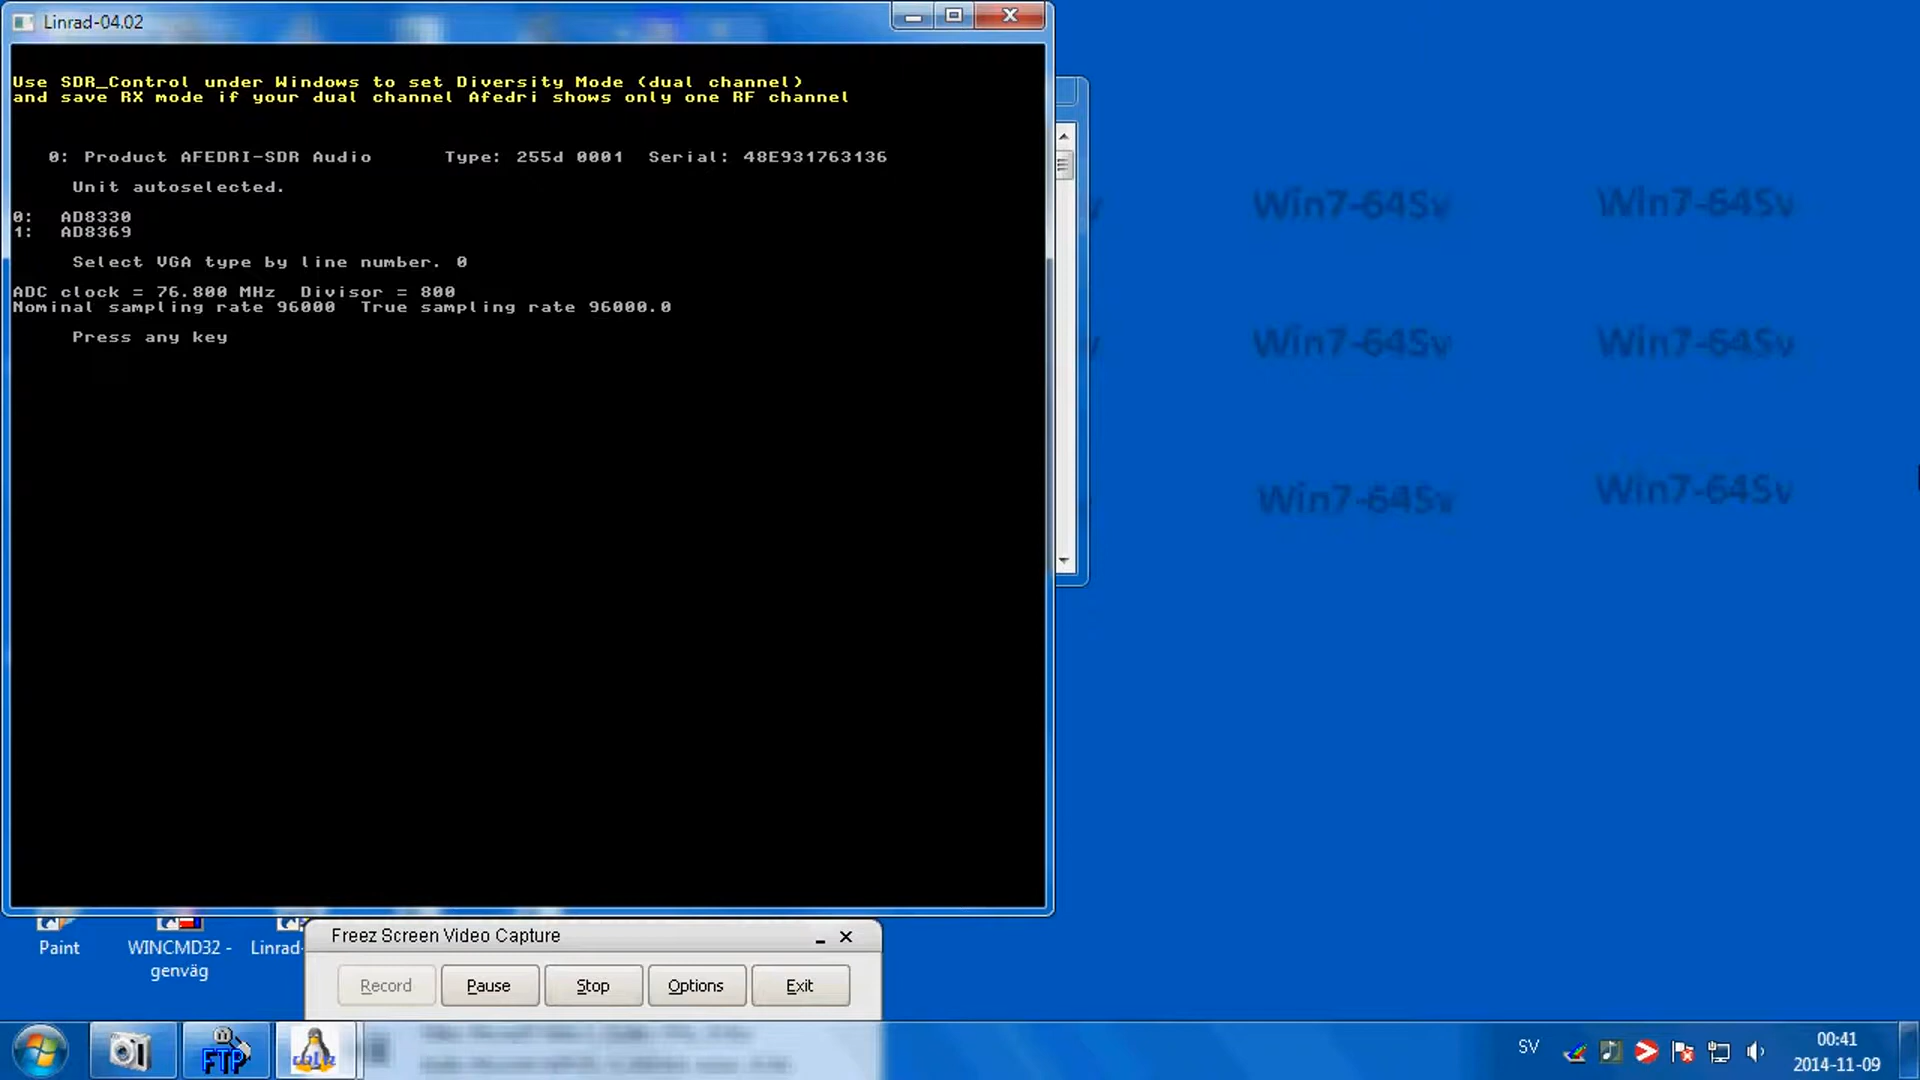 Linrad-04.02
Use SDR_Control under Windows to set Diversity Mode (dual channel)
and save RX mode if your dual channel Afedri shows only one RF channel
0: Product AFEDRI-SDR Audio Type: 255d 0001 Serial: 48E931763136
Unit autoselected.
0: AD8330
1: AD8369
Select VGA type by line number. 0
ADC clock = 76.800 MHz Divisor = 800
Nominal sampling rate 96000 True sampling rate 96000.0
Press any key
Win7-64Sv Win7-64Sv
Win7-64Sv Win7-64Sv
Win7-64Sv Win7-64Sv
Paint
WINCMD32 -
genväg
Linrad-
Freez Screen Video Capture
Record Pause Stop Options Exit
FTP
SV
00:41
2014-11-09